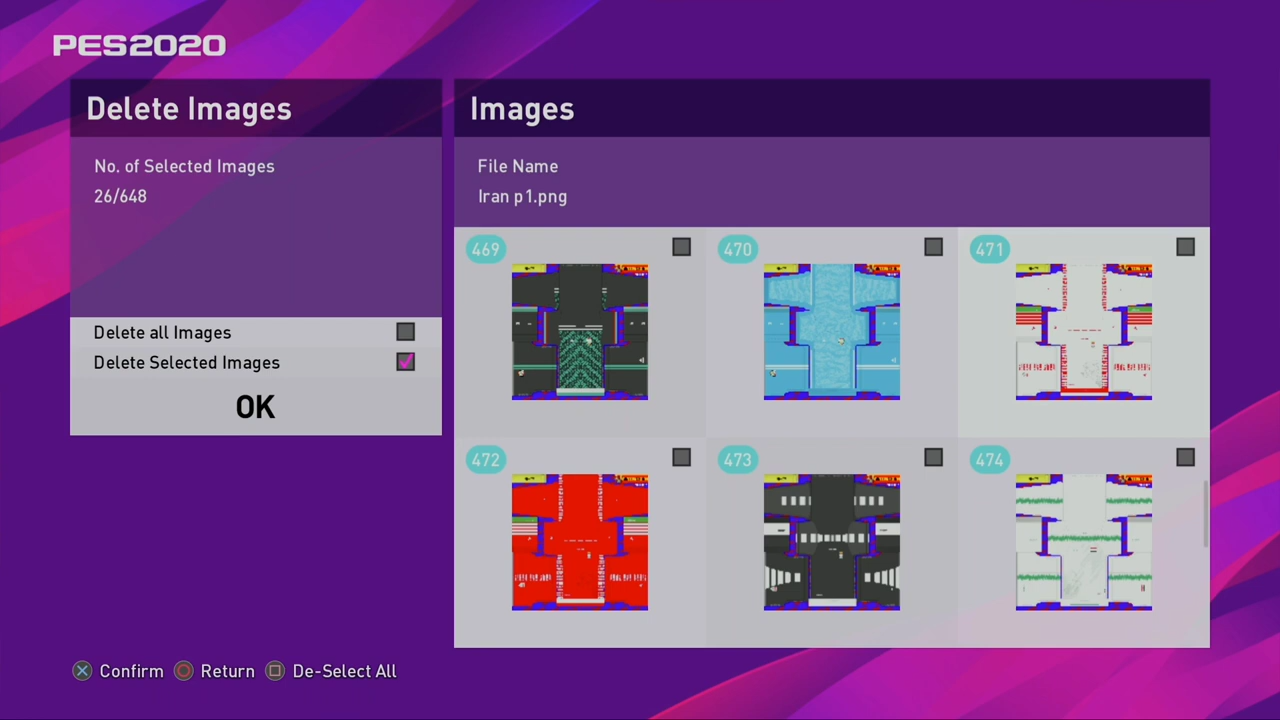 PES2020
Delete Images
No. of Selected Images
26/648
Delete all Images
Delete Selected Images
OK
Images
File Name
Iran p1.png
469
470
471
472
473
474
Confirm
Return
De-Select All